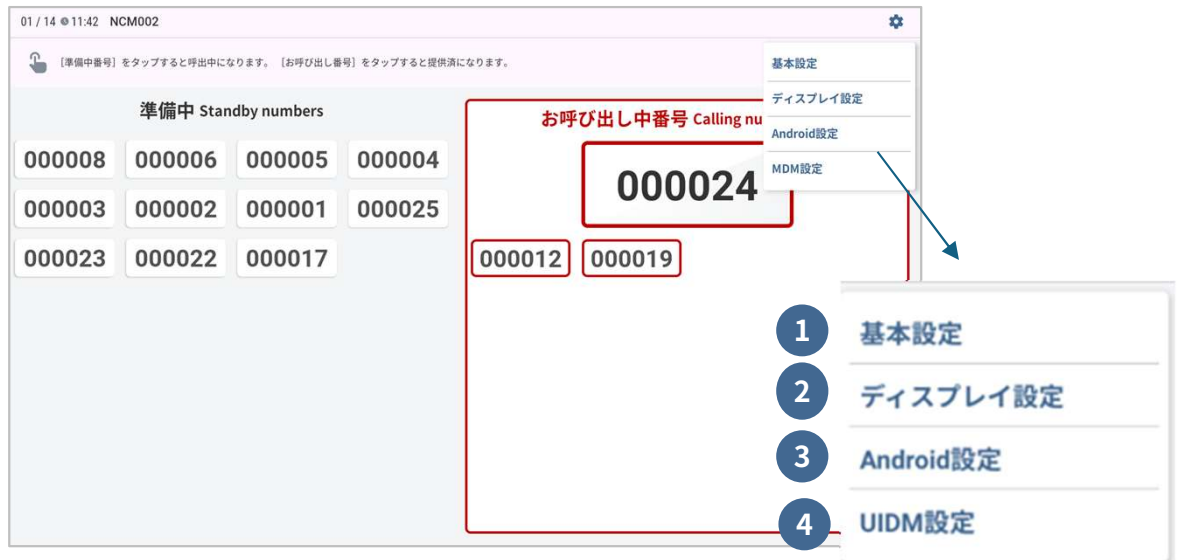 01 / 14 11:42 NCM002
［準備中番号］をタップすると呼出中になります。［お呼び出し番号］をタップすると提供済になります。
準備中 Standby numbers
000008 000006 000005 000004
000003 000002 000001 000025
000023 000022 000017
お呼び出し中番号 Calling nu
000024
000012 000019
基本設定
ディスプレイ設定
Android設定
MDM設定
1 基本設定
2 ディスプレイ設定
3 Android設定
4 UIDM設定